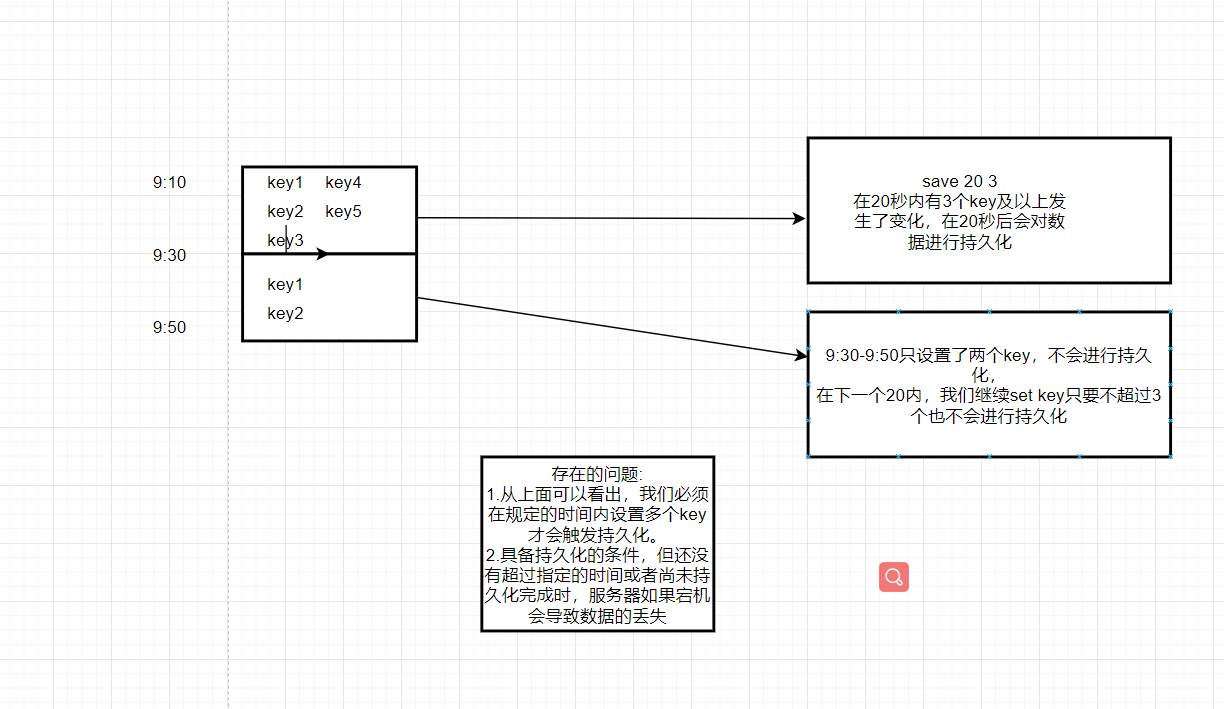 9:10
key1 key4
key2 key5
key3
9:30
key1
key2
9:50
save 20 3
在20秒内有3个key及以上发
生了变化，在20秒后会对数
据进行持久化
9:30-9:50只设置了两个key，不会进行持久
化，
在下一个20内，我们继续set key只要不超过3
个也不会进行持久化
存在的问题:
1.从上面可以看出，我们必须
在规定的时间内设置多个key
才会触发持久化。
2.具备持久化的条件，但还没
有超过指定的时间或者尚未持
久化完成时，服务器如果宕机
会导致数据的丢失